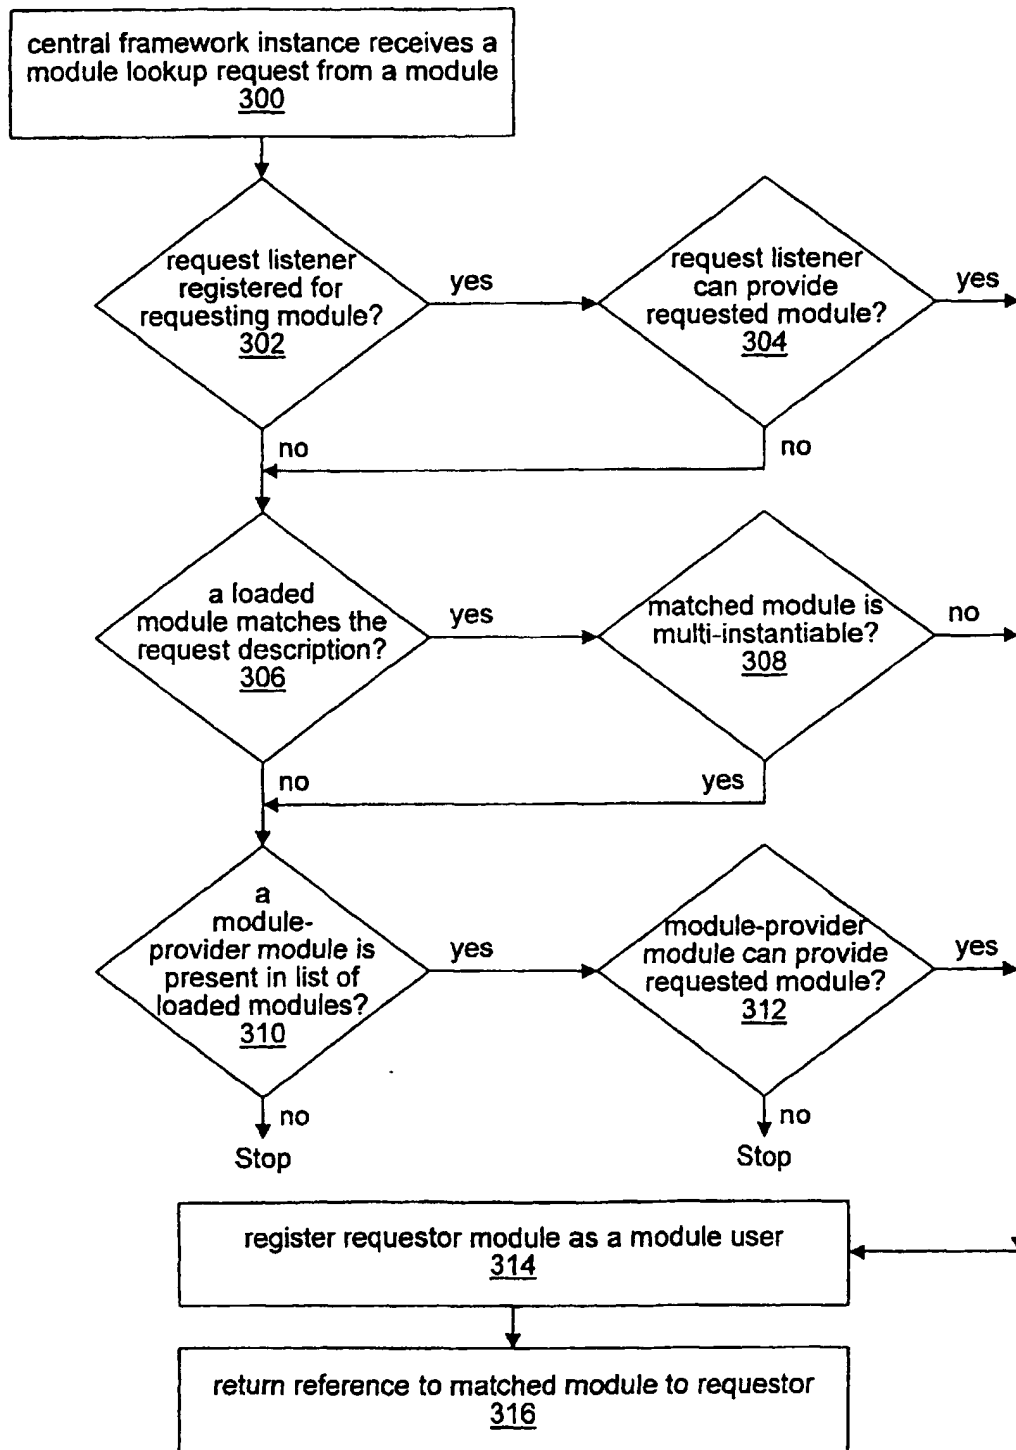 central framework instance receives a
module lookup request from a module
300
request listener
registered for
requesting module?
302
yes
request listener
can provide
requested module?
304
yes
no
no
a loaded
module matches the
request description?
306
yes
matched module is
multi-instantiable?
308
no
no
yes
a
module-
provider module is
present in list of
loaded modules?
310
yes
module-provider
module can provide
requested module?
312
yes
no
Stop
no
Stop
register requestor module as a module user
314
return reference to matched module to requestor
316